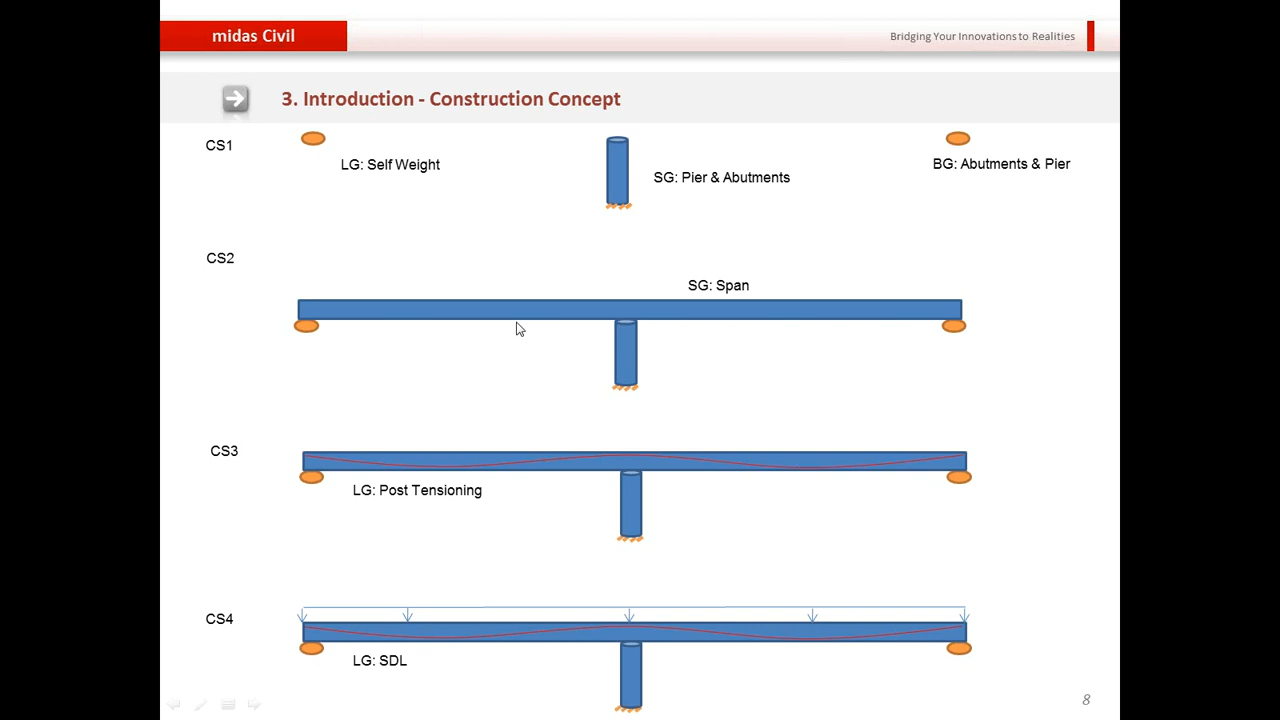 midas Civil
Bridging Your Innovations to Realities
3. Introduction - Construction Concept
CS1
LG: Self Weight
SG: Pier & Abutments
BG: Abutments & Pier
CS2
SG: Span
CS3
LG: Post Tensioning
CS4
LG: SDL
8